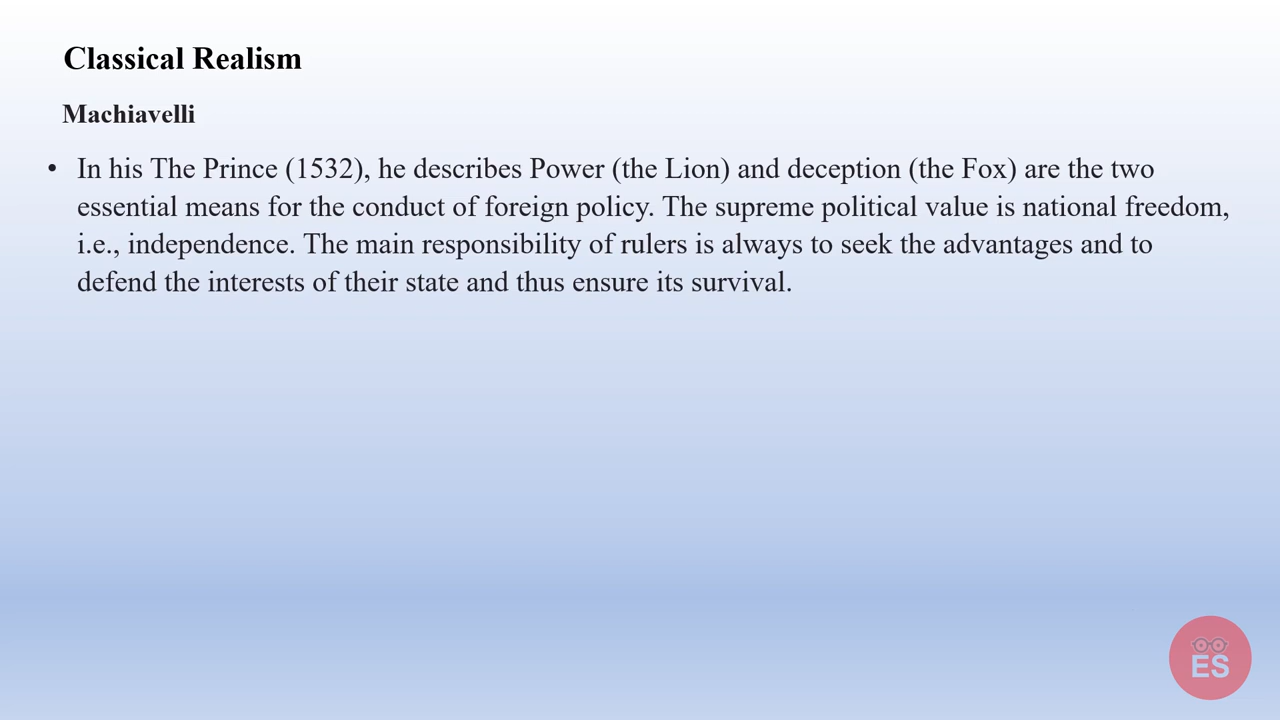 Classical Realism
Machiavelli
• In his The Prince (1532), he describes Power (the Lion) and deception (the Fox) are the two
essential means for the conduct of foreign policy. The supreme political value is national freedom,
i.e., independence. The main responsibility of rulers is always to seek the advantages and to
defend the interests of their state and thus ensure its survival.
ES